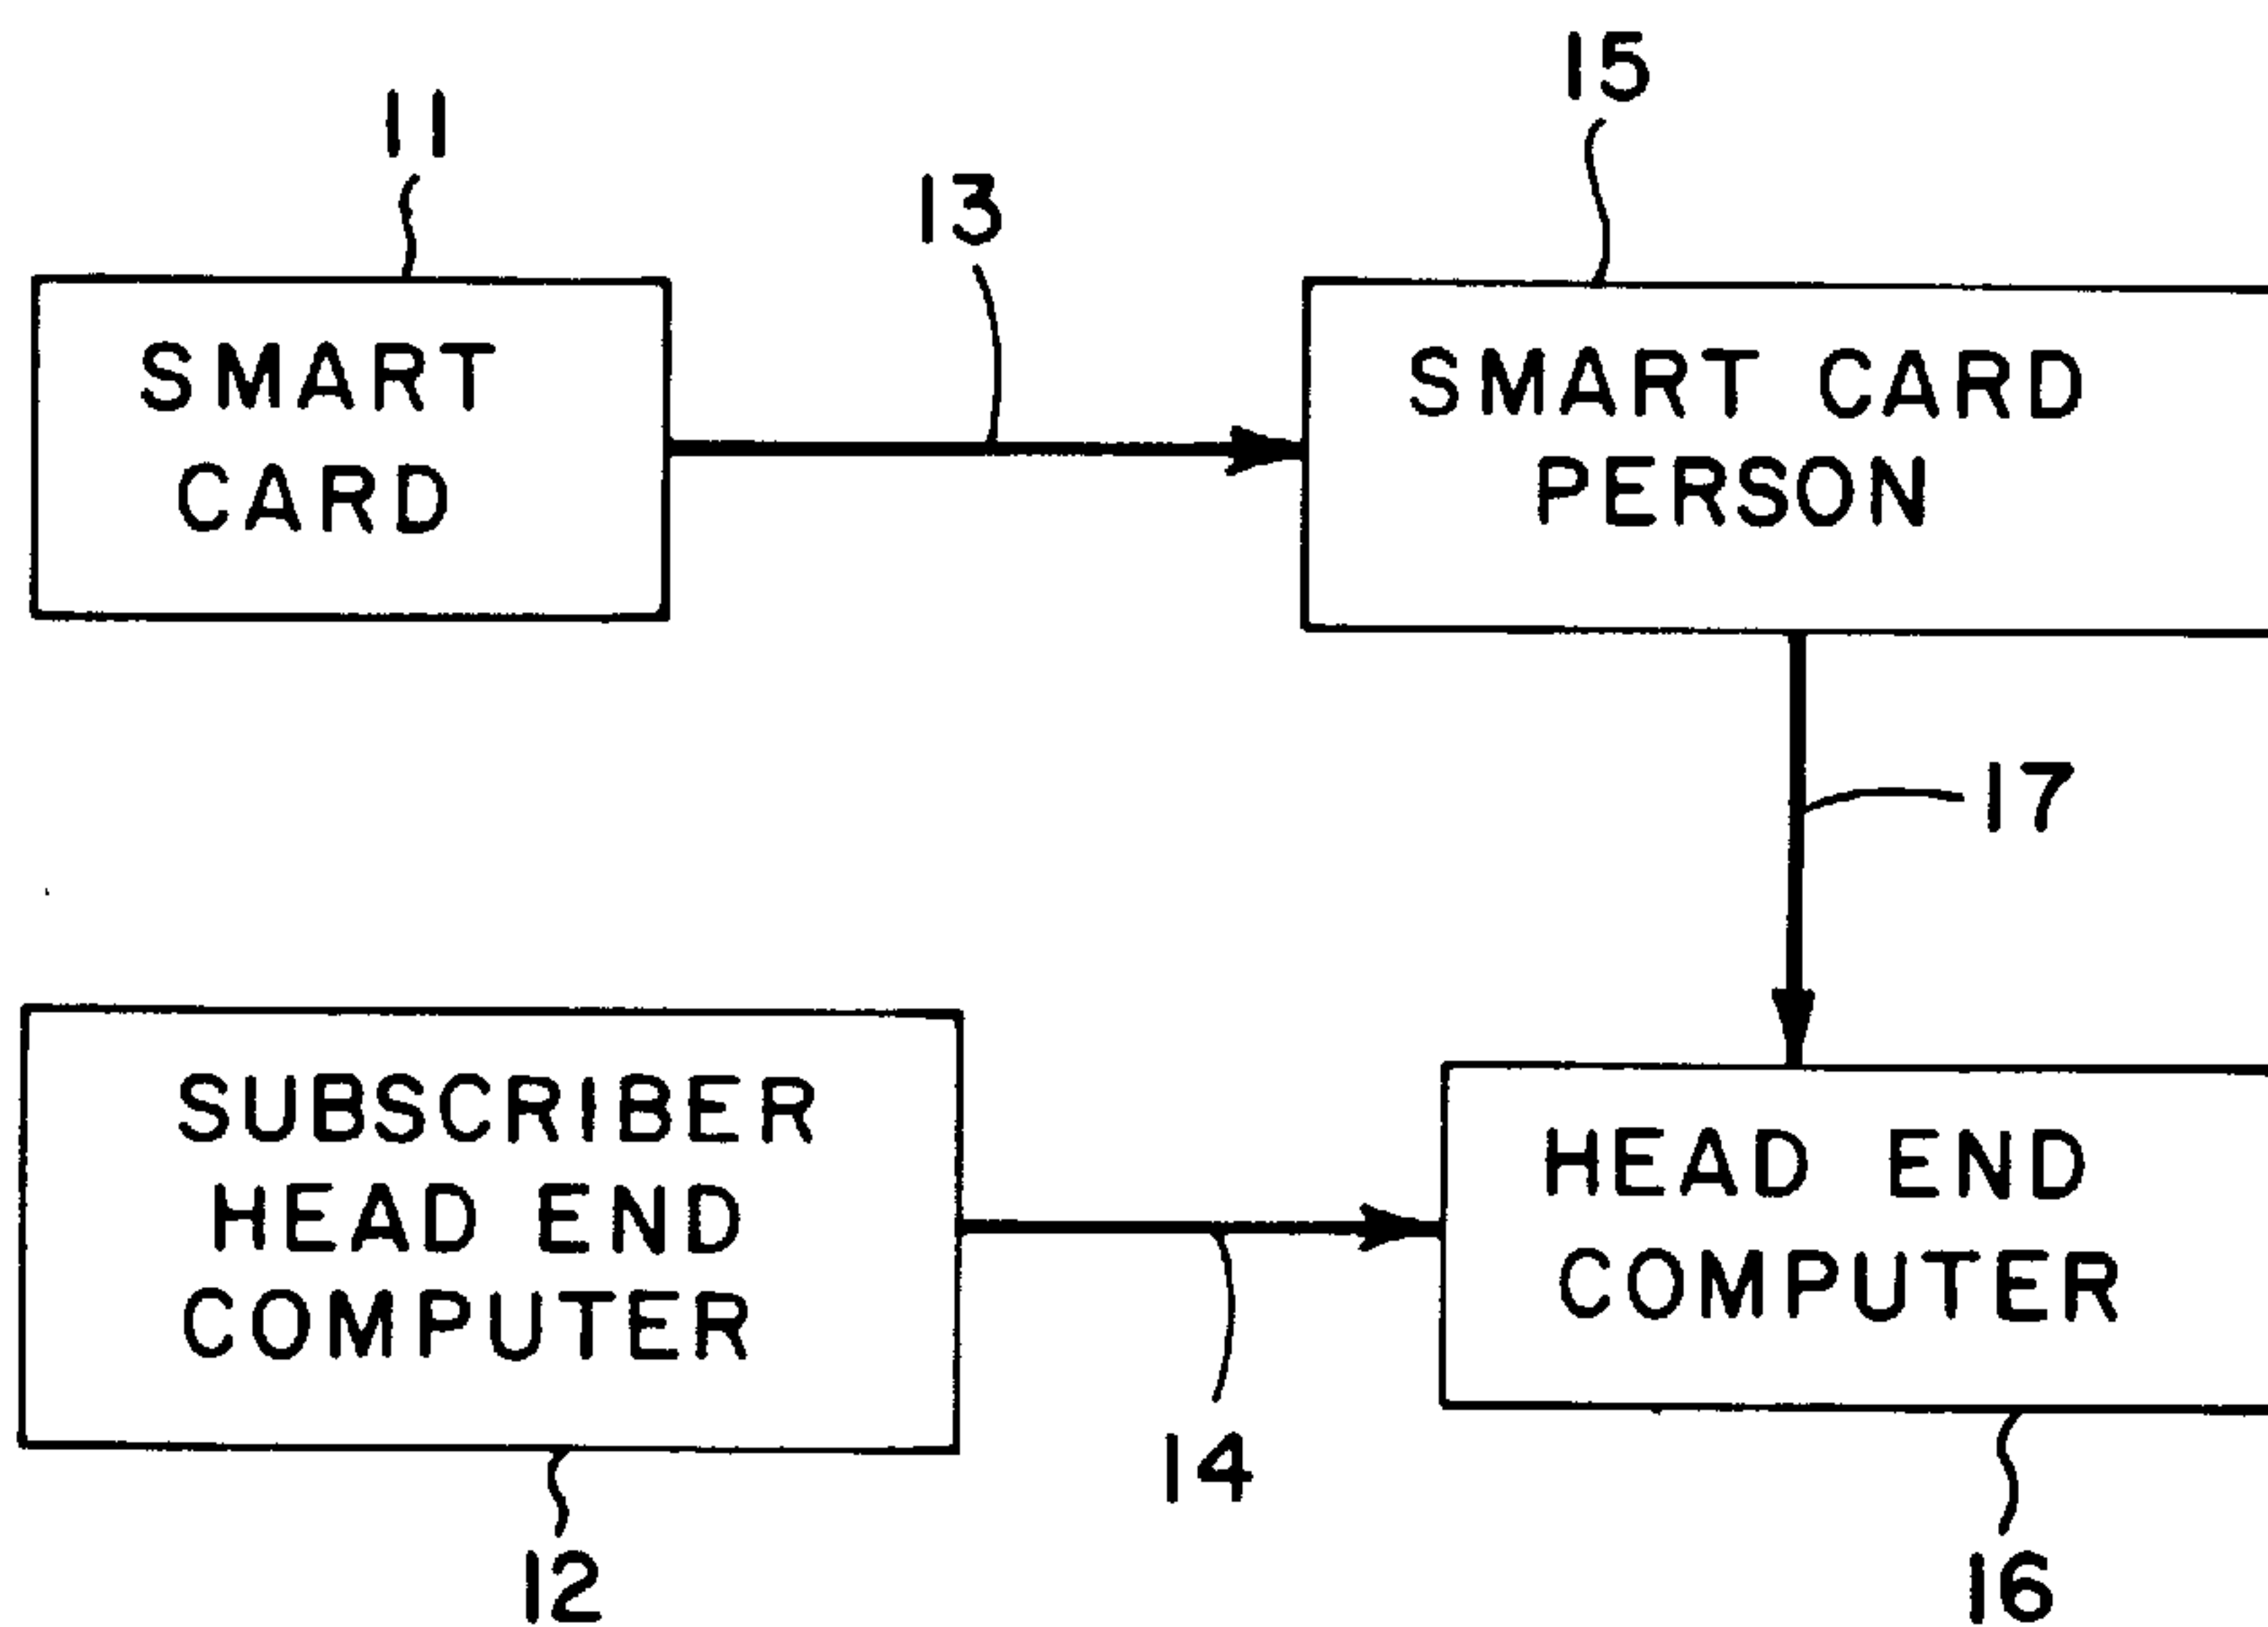 11
13
15
SMART
CARD
SMART CARD
PERSON
17
SUBSCRIBER
HEAD END
COMPUTER
HEAD END
COMPUTER
14
12
16